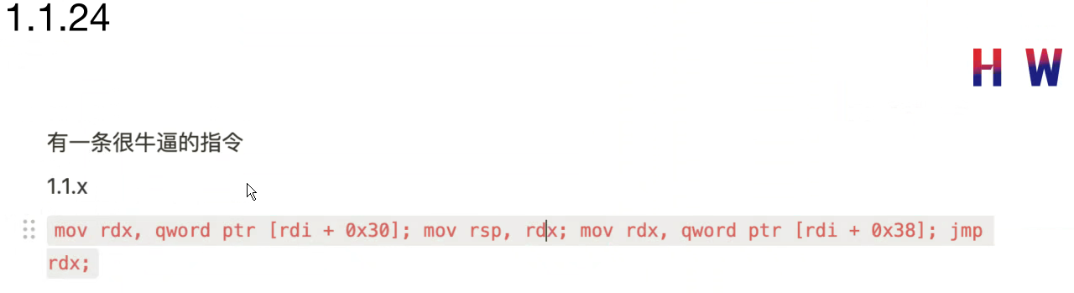 1.1.24
H W
有一条很牛逼的指令
1.1.x
mov rdx, qword ptr [rdi + 0x30]; mov rsp, rdx; mov rdx, qword ptr [rdi + 0x38]; jmp
rdx;